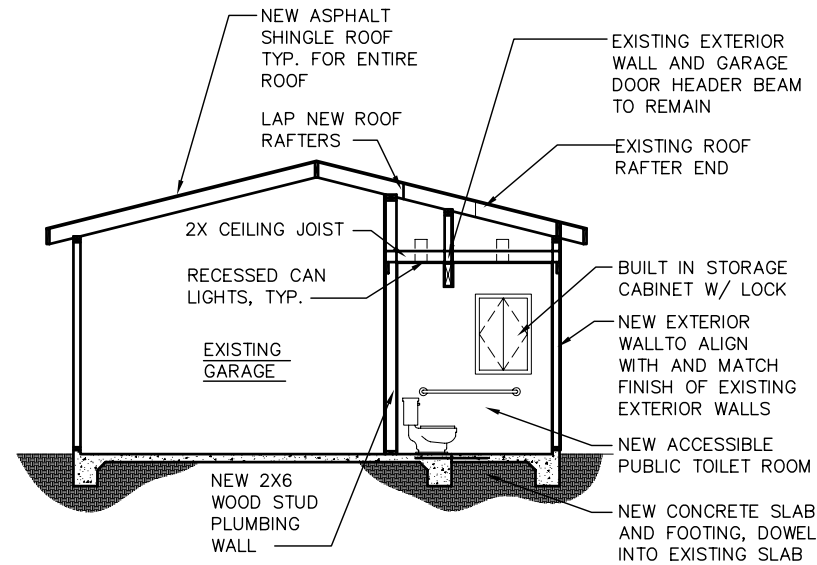 NEW ASPHALT
SHINGLE ROOF
TYP. FOR ENTIRE
ROOF
LAP NEW ROOF
RAFTERS
EXISTING EXTERIOR
WALL AND GARAGE
DOOR HEADER BEAM
TO REMAIN
EXISTING ROOF
RAFTER END
2X CEILING JOIST
RECESSED CAN
LIGHTS, TYP.
EXISTING
GARAGE
BUILT IN STORAGE
CABINET W/ LOCK
NEW EXTERIOR
WALLTO ALIGN
WITH AND MATCH
FINISH OF EXISTING
EXTERIOR WALLS
NEW ACCESSIBLE
PUBLIC TOILET ROOM
NEW 2X6
WOOD STUD
PLUMBING
WALL
NEW CONCRETE SLAB
AND FOOTING, DOWEL
INTO EXISTING SLAB